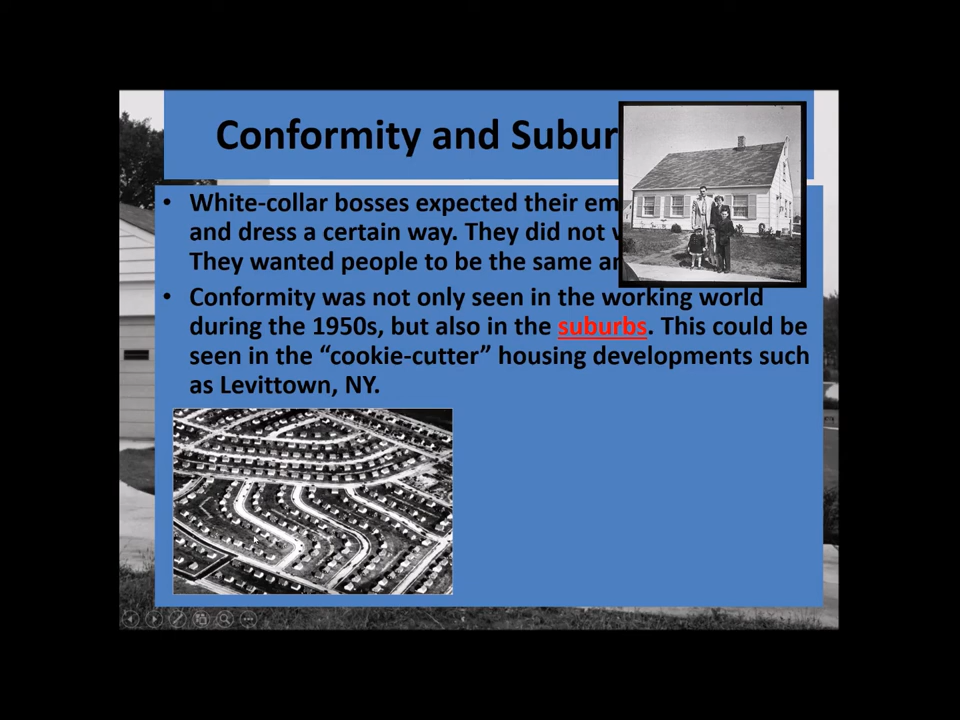 Conformity and Subur
• White-collar bosses expected their em
and dress a certain way. They did not
They wanted people to be the same
• Conformity was not only seen in the working world
during the 1950s, but also in the suburbs. This could be
seen in the “cookie-cutter” housing developments such
as Levittown, NY.